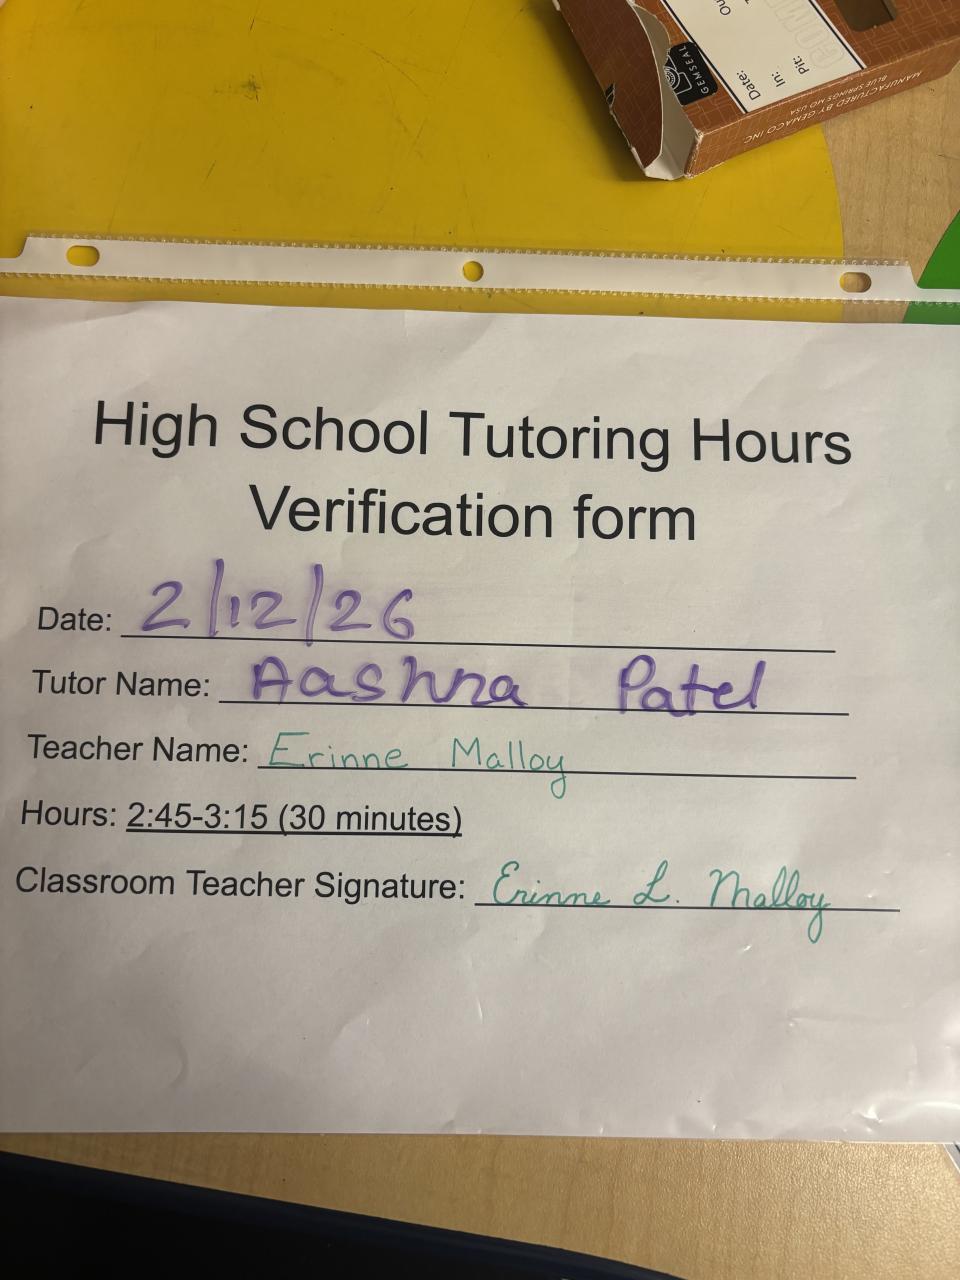 GEMSEAL
Date:
In:
Pit:
Ou
MANUFACTURED BY GEMACO INC
BLUE SPRINGS MO USA
High School Tutoring Hours
Verification form
Date: 2/12/26
Tutor Name: Aashna Patel
Teacher Name: Erinne Malloy
Hours: 2:45-3:15 (30 minutes)
Classroom Teacher Signature: Erinne L. Malloy